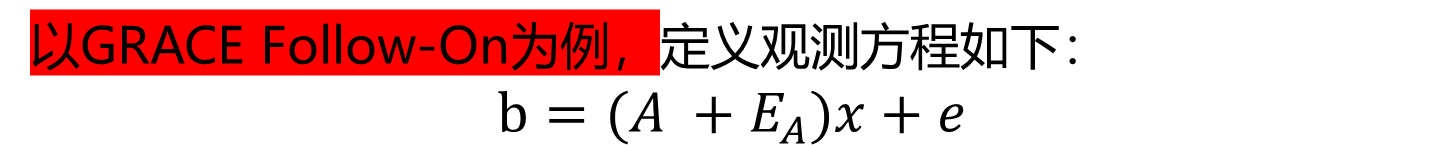 以GRACE Follow-On为例，定义观测方程如下：
b = (A + E_A)x + e